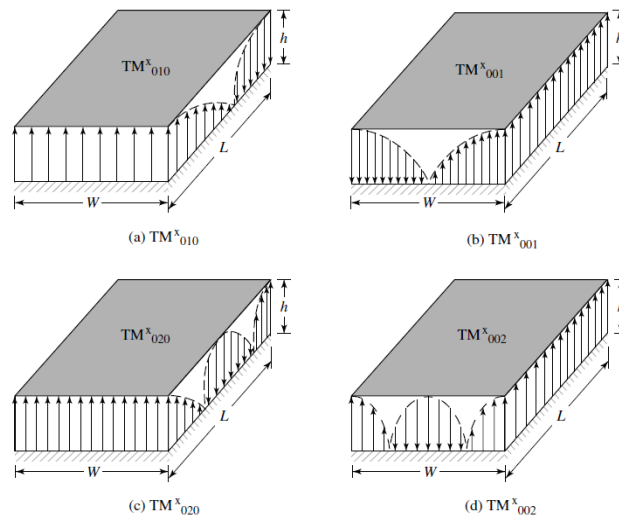 TMˣ₀₁₀
h
L
W
(a) TMˣ₀₁₀
TMˣ₀₀₁
L
W
(b) TMˣ₀₀₁
TMˣ₀₂₀
h
L
W
(c) TMˣ₀₂₀
TMˣ₀₀₂
L
W
(d) TMˣ₀₀₂